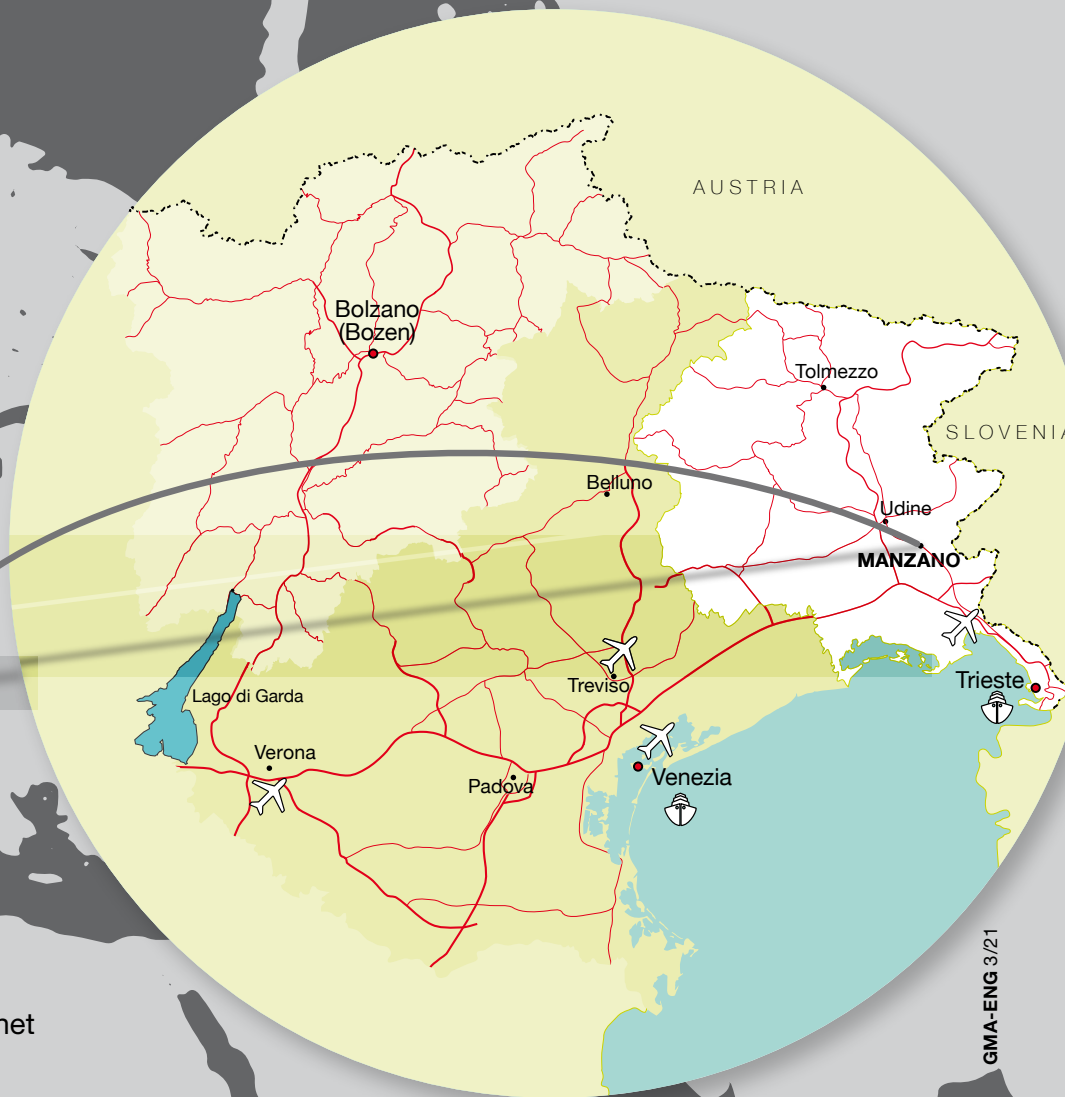 AUSTRIA
Bolzano
(Bozen)
Tolmezzo
SLOVENIA
Belluno
Udine
MANZANO
Trieste
Treviso
Lago di Garda
Verona
Venezia
Padova
GMA-ENG 3/21
net